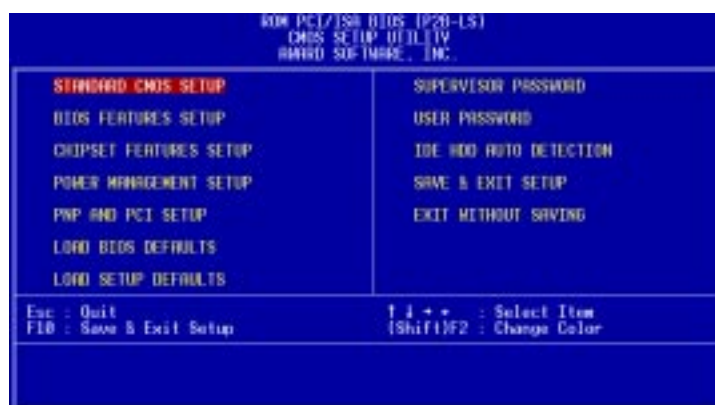 ROM PCI/ISA BIOS (P2B-LS)
CMOS SETUP UTILITY
AWARD SOFTWARE, INC.
STANDARD CMOS SETUP
BIOS FEATURES SETUP
CHIPSET FEATURES SETUP
POWER MANAGEMENT SETUP
PNP AND PCI SETUP
LOAD BIOS DEFAULTS
LOAD SETUP DEFAULTS
SUPERVISOR PASSWORD
USER PASSWORD
IDE HDD AUTO DETECTION
SAVE & EXIT SETUP
EXIT WITHOUT SAVING
Esc : Quit
F10 : Save & Exit Setup
↑ ↓ → ← : Select Item
(Shift)F2 : Change Color